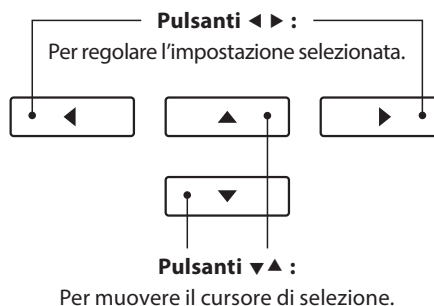 Pulsanti ◀ ▶ :
Per regolare l’impostazione selezionata.
Pulsanti ▼▲ :
Per muovere il cursore di selezione.